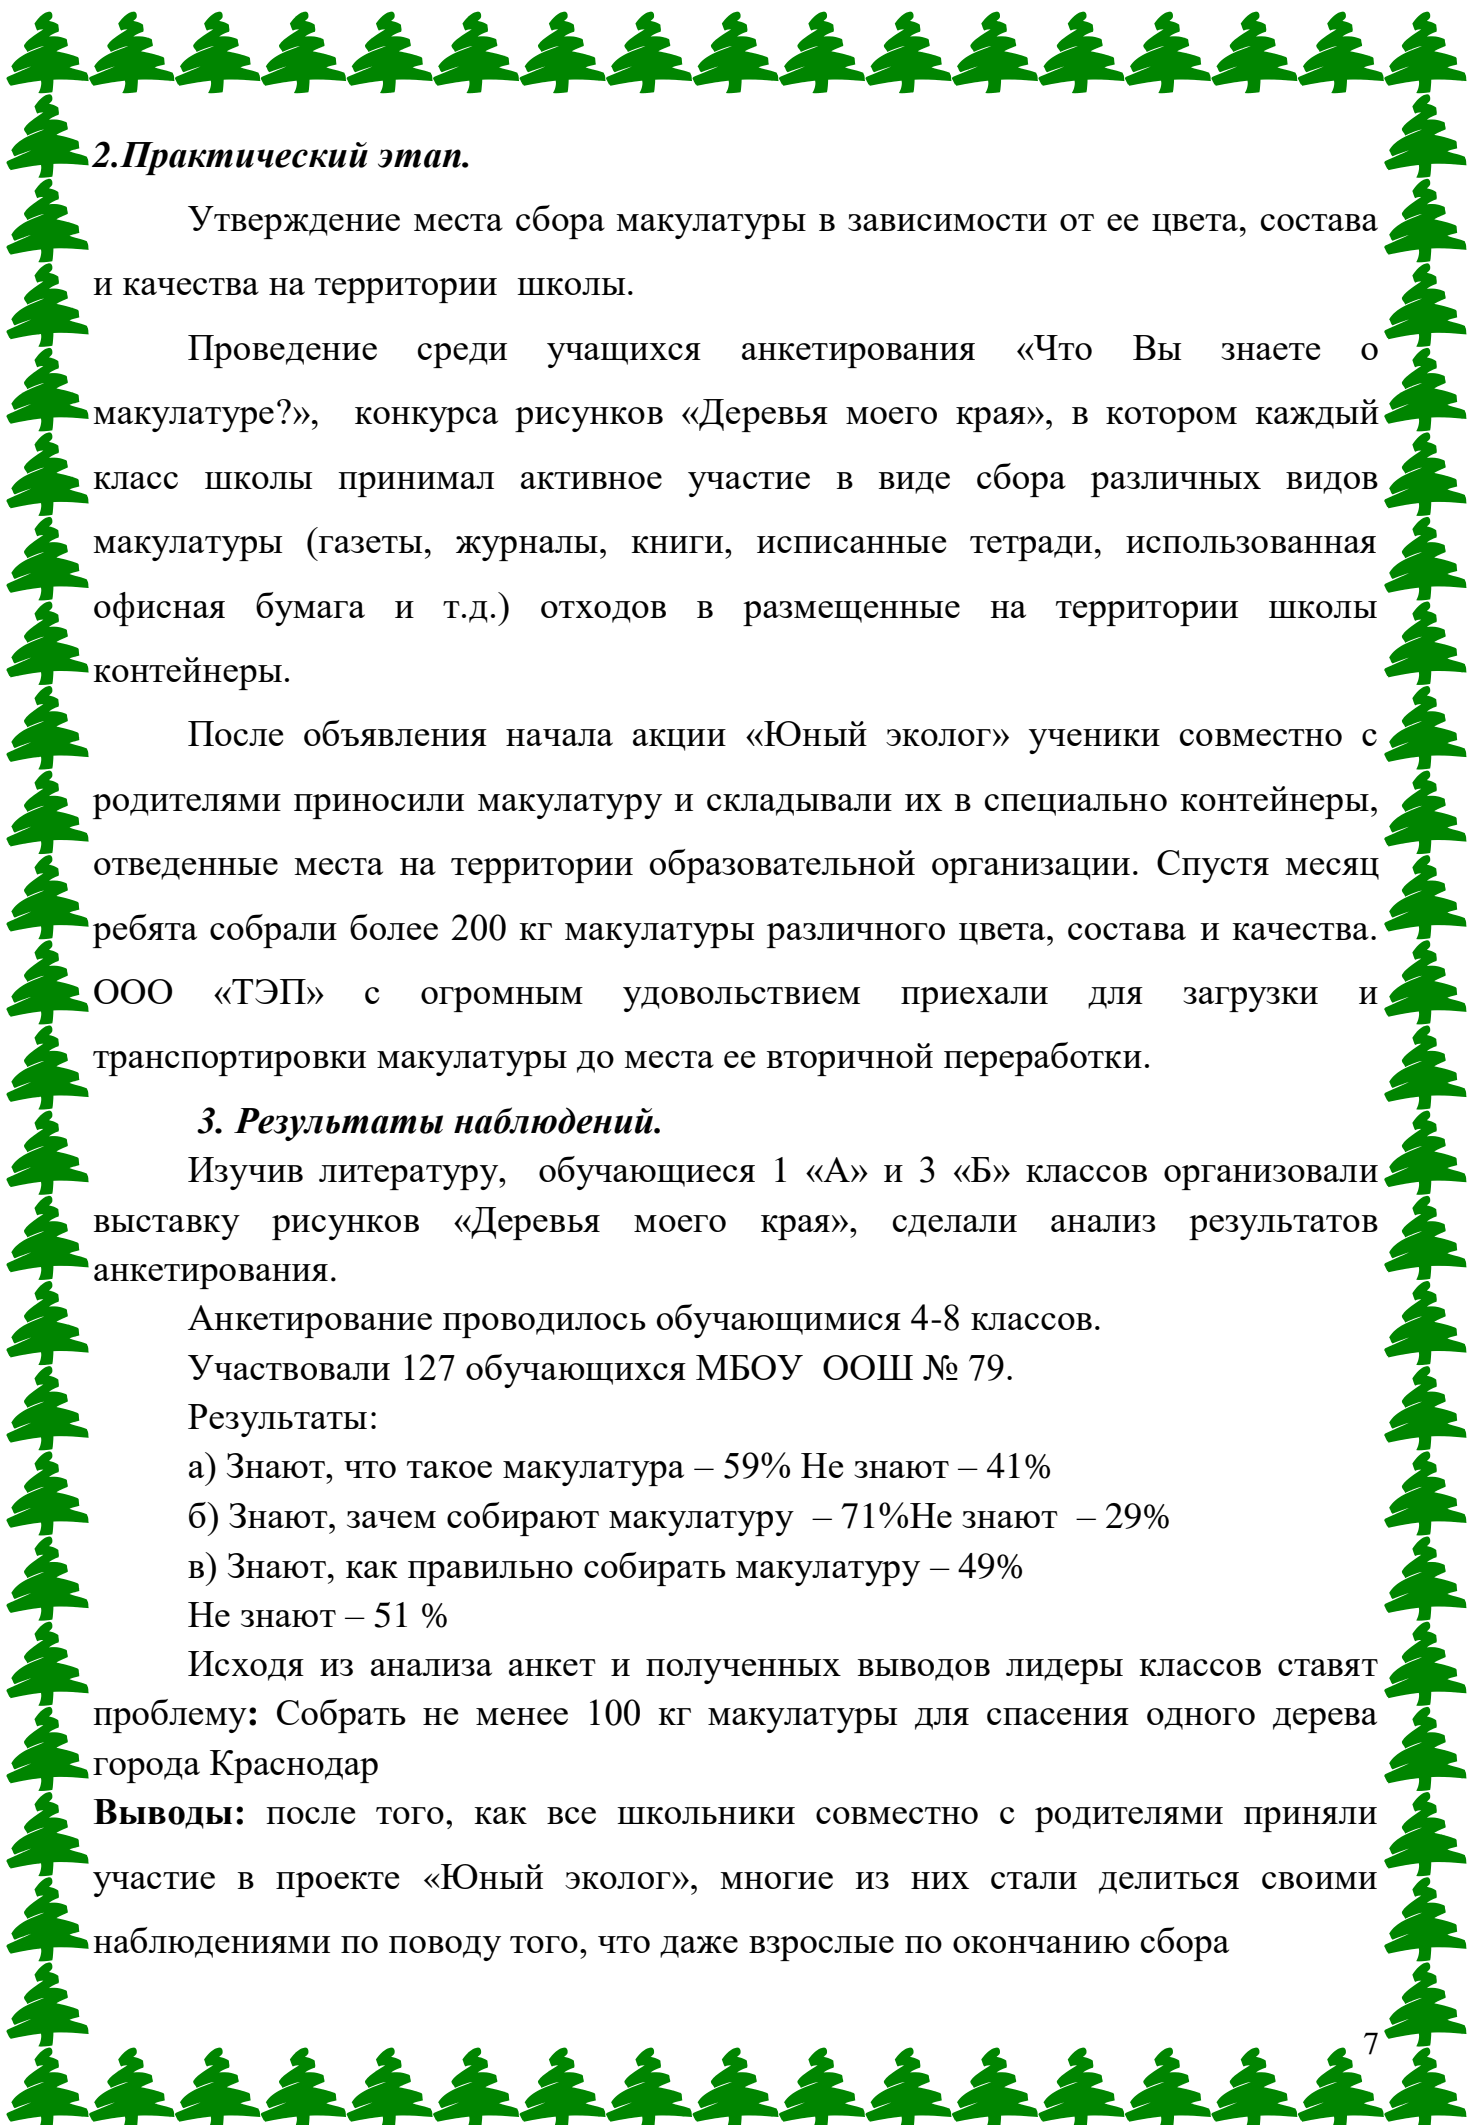 2.Практический этап.
Утверждение места сбора макулатуры в зависимости от ее цвета, состава
и качества на территории  школы.
Проведение среди учащихся анкетирования «Что Вы знаете о
макулатуре?»,  конкурса рисунков «Деревья моего края», в котором каждый
класс школы принимал активное участие в виде сбора различных видов
макулатуры (газеты, журналы, книги, исписанные тетради, использованная
офисная бумага и т.д.) отходов в размещенные на территории школы
контейнеры.
После объявления начала акции «Юный эколог» ученики совместно с
родителями приносили макулатуру и складывали их в специально контейнеры,
отведенные места на территории образовательной организации. Спустя месяц
ребята собрали более 200 кг макулатуры различного цвета, состава и качества.
ООО «ТЭП» с огромным удовольствием приехали для загрузки и
транспортировки макулатуры до места ее вторичной переработки.
3. Результаты наблюдений.
Изучив литературу,  обучающиеся 1 «А» и 3 «Б» классов организовали
выставку рисунков «Деревья моего края», сделали анализ результатов
анкетирования.
Анкетирование проводилось обучающимися 4-8 классов.
Участвовали 127 обучающихся МБОУ  ООШ № 79.
Результаты:
а) Знают, что такое макулатура – 59% Не знают – 41%
б) Знают, зачем собирают макулатуру  – 71%Не знают  – 29%
в) Знают, как правильно собирать макулатуру – 49%
Не знают – 51 %
Исходя из анализа анкет и полученных выводов лидеры классов ставят
проблему: Собрать не менее 100 кг макулатуры для спасения одного дерева
города Краснодар
Выводы: после того, как все школьники совместно с родителями приняли
участие в проекте «Юный эколог», многие из них стали делиться своими
наблюдениями по поводу того, что даже взрослые по окончанию сбора
7